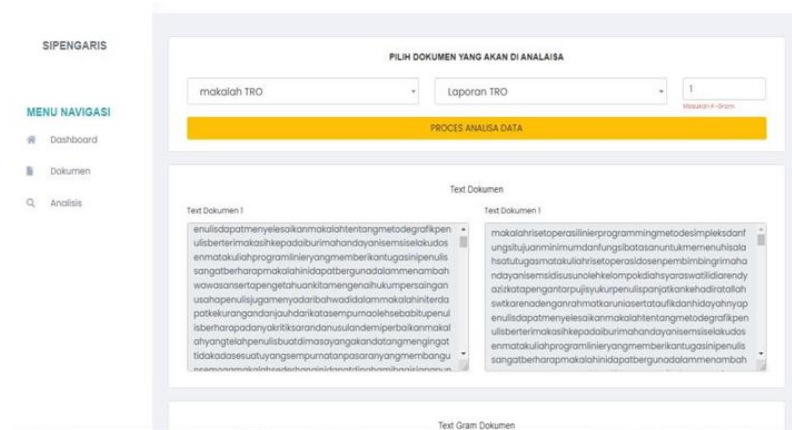 SIPENGARIS
PILIH DOKUMEN YANG AKAN DI ANALAISA
makalah TRO
Laporan TRO
1
Masukan K-Gram
MENU NAVIGASI
PROCES ANALISA DATA
Dashboard
Dokumen
Analisis
Text Dokumen
Text Dokumen 1
enulisdapatmenyelesaikanmakalahtentangmetodegrafikpen
ulisberterimakasihkepadaiburimahandayanisemsiselakudos
enmatakuliahprogramlinieryangmemberikantugasinipenulis
sangatberharapmakalahinidapatbergunadalammenambah
wawasansertapengetahuankitamengenaihukumpersaingan
usahapenulisjugamenyadaribahwadidalammakalahiniterda
patkekurangandanjauhdarikatasempurnaolehsebabitupenul
isberharapadanyakritiksarandanusulandemiperbaikanmakal
ahyangtelahpenulisbuatdimasayangakandatangmengingat
tidakadasesuatuyangsempurnatanpasaranyangmembangu
Text Dokumen 1
makalahrisetoperasilinierprogrammingmetodesimpleksdanf
ungsitujuanminimumdanfungsibatasanuntukmemenuhisala
hsatutugasmatakuliahrisetoperasidosenpembimbingrimaha
ndayanisemsidisusunolehkelompokdiahsyaraswatilidiarendy
azizkatapengantarpujisyukurpenulispanjatkankehadiratallah
swtkarenadenganrahmatkaruniasertataufikdanhidayahnyap
enulisdapatmenyelesaikanmakalahtentangmetodegrafikpen
ulisberterimakasihkepadaiburimahandayanisemsiselakudos
enmatakuliahprogramlinieryangmemberikantugasinipenulis
sangatberharapmakalahinidapatbergunadalammenambah
Text Gram Dokumen